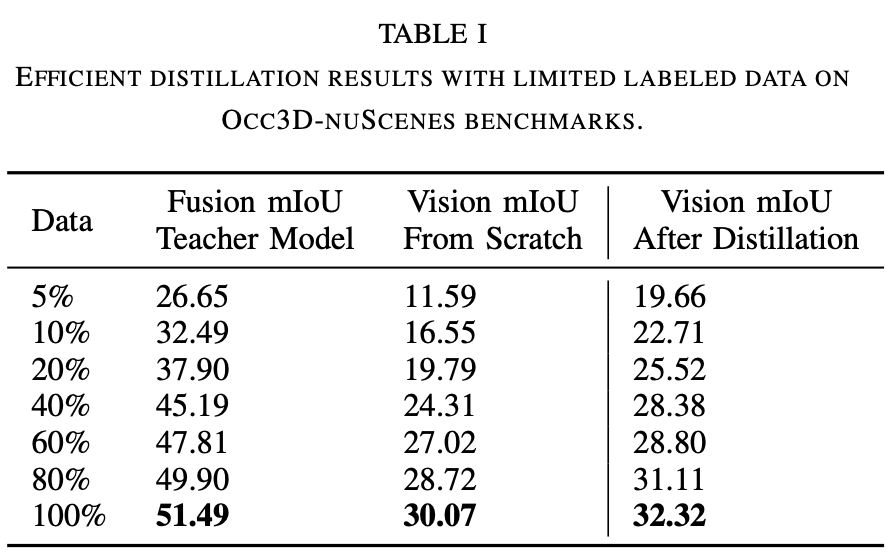 TABLE I
EFFICIENT DISTILLATION RESULTS WITH LIMITED LABELED DATA ON
OCC3D-NUSCENES BENCHMARKS.
Data Fusion mIoU Teacher Model Vision mIoU From Scratch Vision mIoU After Distillation
5% 26.65 11.59 19.66
10% 32.49 16.55 22.71
20% 37.90 19.79 25.52
40% 45.19 24.31 28.38
60% 47.81 27.02 28.80
80% 49.90 28.72 31.11
100% 51.49 30.07 32.32